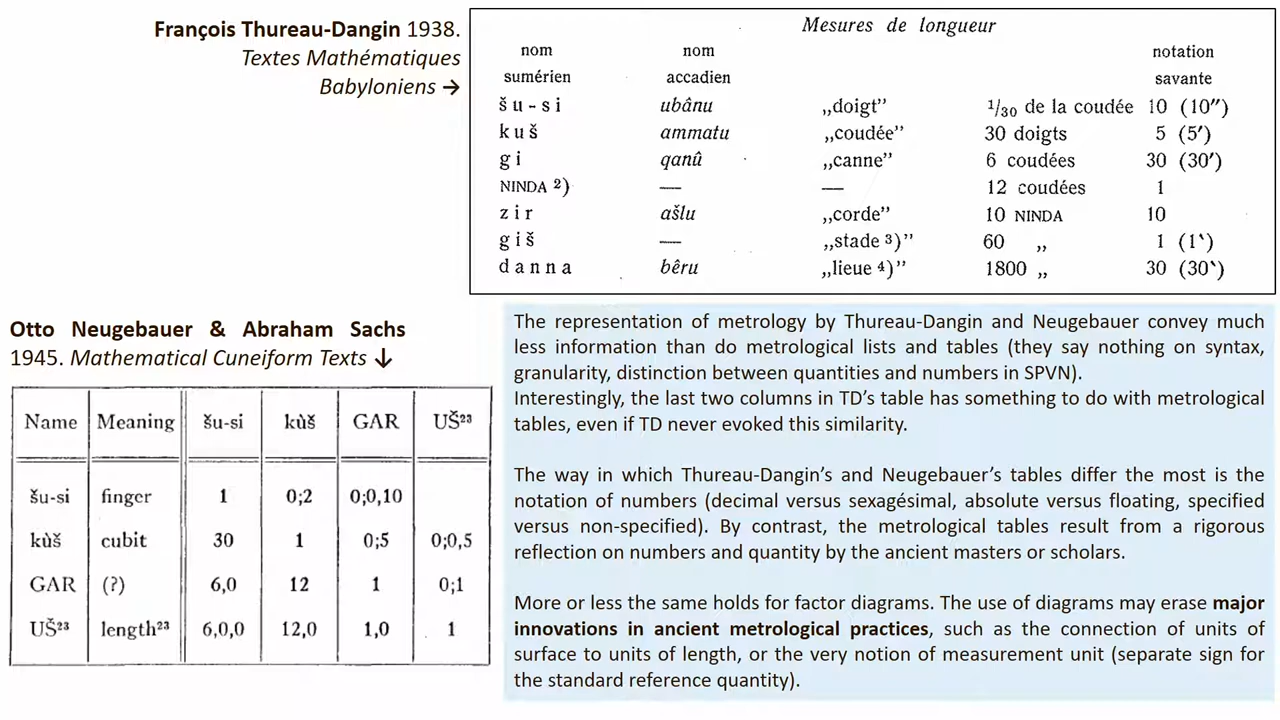 François Thureau-Dangin 1938.
Textes Mathématiques
Babyloniens →
Mesures de longueur
nom nom notation
sumérien accadien savante
šu-si ubânu „doigt” 1/30 de la coudée 10 (10″)
kuš ammatu „coudée” 30 doigts 5 (5′)
gi qanû „canne” 6 coudées 30 (30′)
NINDA 2) — — 12 coudées 1
zir ašlu „corde” 10 NINDA 10
giš — „stade 3)” 60 „ 1 (1‵)
danna bêru „lieue 4)” 1800 „ 30 (30‵)
Otto Neugebauer & Abraham Sachs
1945. Mathematical Cuneiform Texts ↓
Name Meaning šu-si kùš GAR UŠ23
šu-si finger 1 0;2 0;0,10
kùš cubit 30 1 0;5 0;0,5
GAR (?) 6,0 12 1 0;1
UŠ23 length23 6,0,0 12,0 1,0 1
The representation of metrology by Thureau-Dangin and Neugebauer convey much
less information than do metrological lists and tables (they say nothing on syntax,
granularity, distinction between quantities and numbers in SPVN).
Interestingly, the last two columns in TD’s table has something to do with metrological
tables, even if TD never evoked this similarity.
The way in which Thureau-Dangin’s and Neugebauer’s tables differ the most is the
notation of numbers (decimal versus sexagésimal, absolute versus floating, specified
versus non-specified). By contrast, the metrological tables result from a rigorous
reflection on numbers and quantity by the ancient masters or scholars.
More or less the same holds for factor diagrams. The use of diagrams may erase major
innovations in ancient metrological practices, such as the connection of units of
surface to units of length, or the very notion of measurement unit (separate sign for
the standard reference quantity).